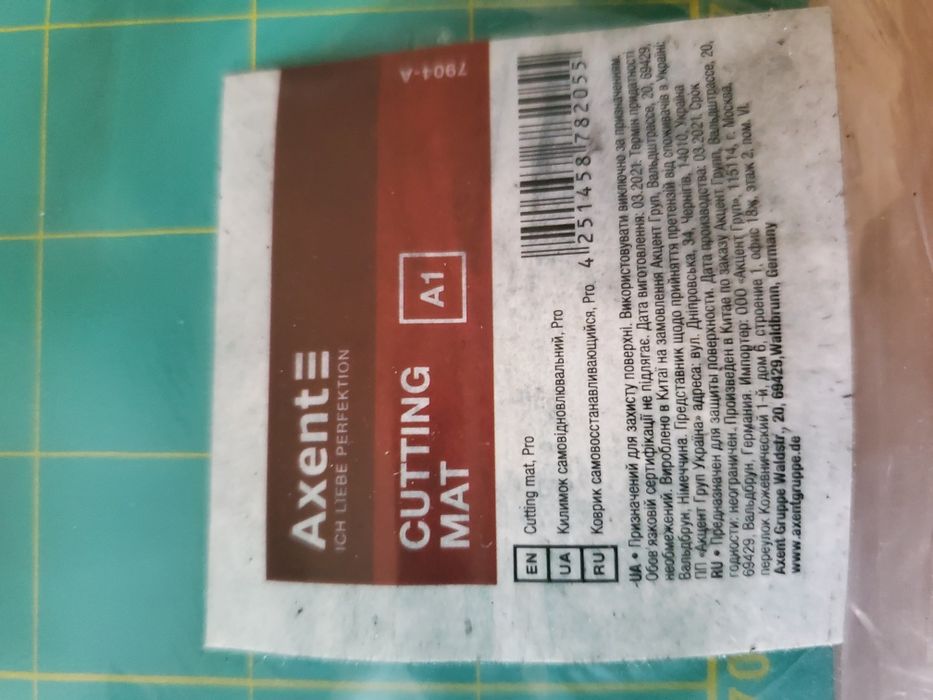 Axent
ICH LIEBE PERFEKTION
7904-A
CUTTING
MAT
A1
EN Cutting mat, Pro
UA Килимок самовідновлювальний, Pro
RU Коврик самовосстанавливающийся, Pro
4 251458 782055
UA • Призначений для захисту поверхні. Використовувати виключно за призначенням.
Обов'язковій сертифікації не підлягає. Дата виготовлення: 03.2021. Термін придатності
необмежений. Вироблено в Китаї на замовлення Акцент Груп, Вальдштрассе, 20, 69429,
Вальдбрун, Німеччина. Представник щодо прийняття претензій від споживачів в Україні:
ПП «Акцент Груп Україна» адреса: вул. Дніпровська, 34, Чернігів, 14010, Україна
RU • Предназначен для защиты поверхности. Дата производства: 03.2021. Срок
годности: неограничен. Произведен в Китае по заказу Акцент Групп, Вальдштрассе, 20,
69429, Вальдбрун, Германия. Импортер: ООО «Акцент Груп», 115114, г. Москва,
переулок Кожевнический 1-й, дом 6, строение 1, офис 18ж, этаж 2, пом. VI.
Axent Gruppe Waldstr., 20, 69429, Waldbrunn, Germany
www.axentgruppe.de
70